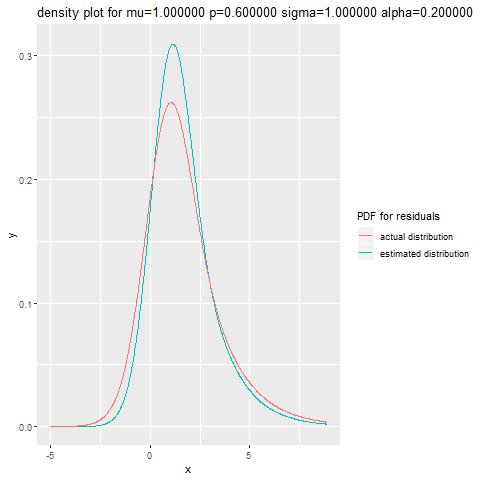 density plot for mu=1.000000 p=0.600000 sigma=1.000000 alpha=0.200000
0.3
0.2
0.1
0.0
y
-5
0
5
x
PDF for residuals
actual distribution
estimated distribution